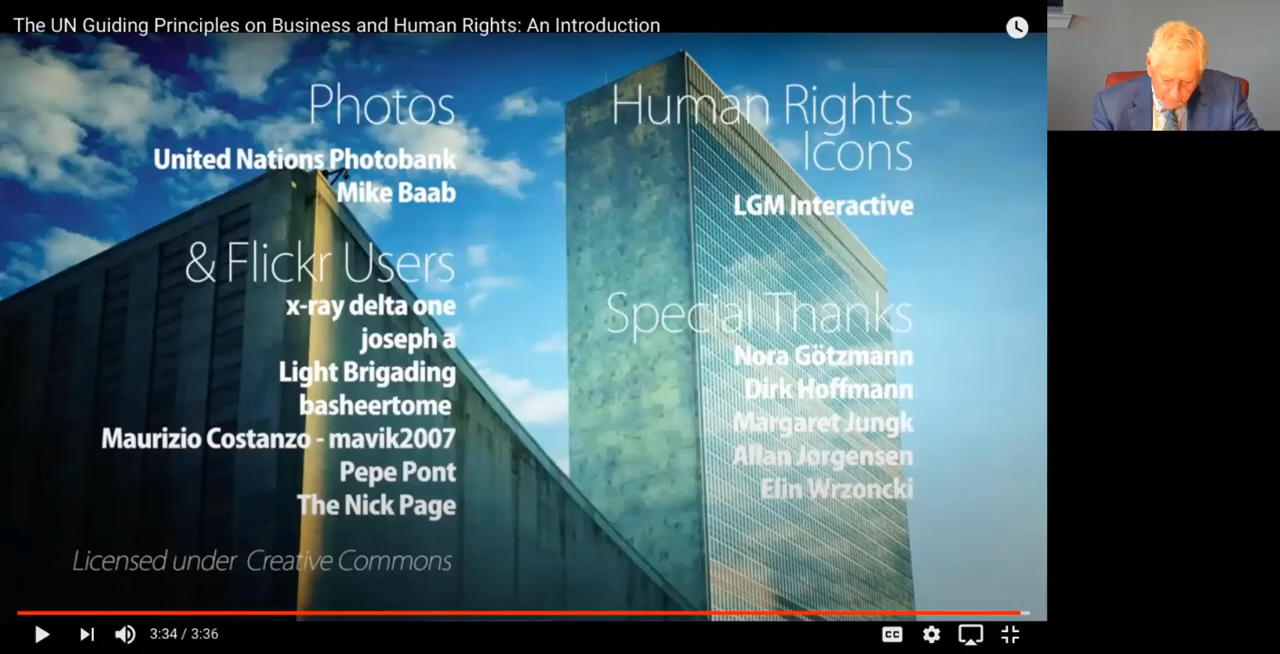 The UN Guiding Principles on Business and Human Rights: An Introduction
Photos
United Nations Photobank
Mike Baab
& Flickr Users
x-ray delta one
joseph a
Light Brigading
basheertome
Maurizio Costanzo - mavik2007
Pepe Pont
The Nick Page
Licensed under Creative Commons
Human Rights
Icons
LGM Interactive
Special Thanks
Nora Götzmann
Dirk Hoffmann
Margaret Jungk
Allan Jørgensen
Elin Wrzoncki
3:34 / 3:36
CC